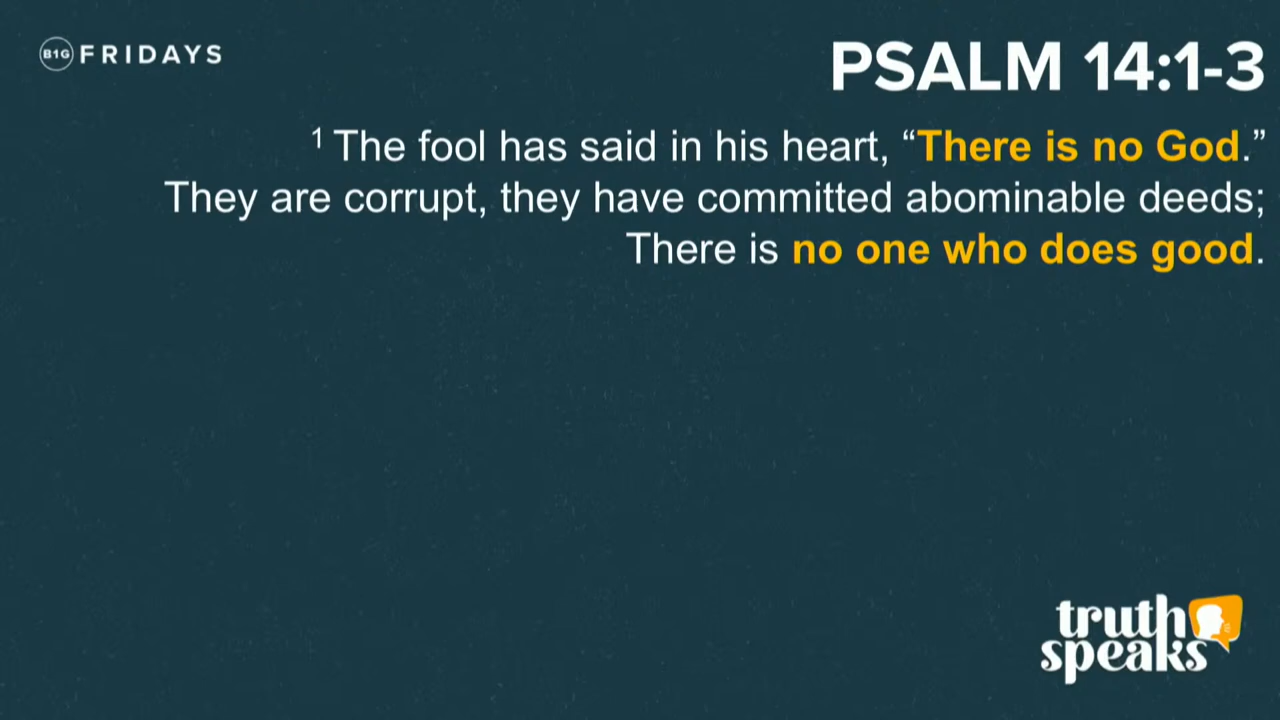 B1G FRIDAYS
PSALM 14:1-3
1 The fool has said in his heart, “There is no God.”
They are corrupt, they have committed abominable deeds;
There is no one who does good.
truth
speaks